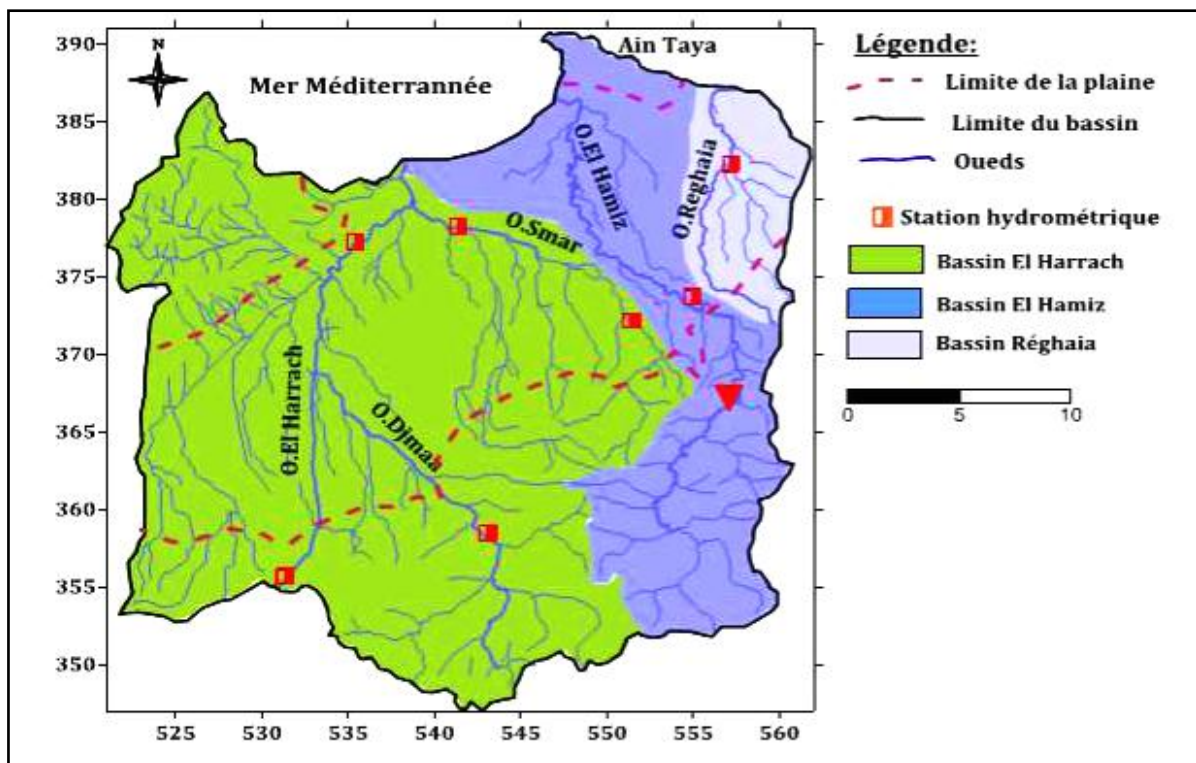 390
385
380
375
370
365
360
355
350
525
530
535
540
545
550
555
560
N
Mer Méditerrannée
Ain Taya
O.El Hamiz
O.Reghaia
O.Smar
O.El Harrach
O.Djmaa
Légende:
Limite de la plaine
Limite du bassin
Oueds
Station hydrométrique
Bassin El Harrach
Bassin El Hamiz
Bassin Réghaia
0 5 10